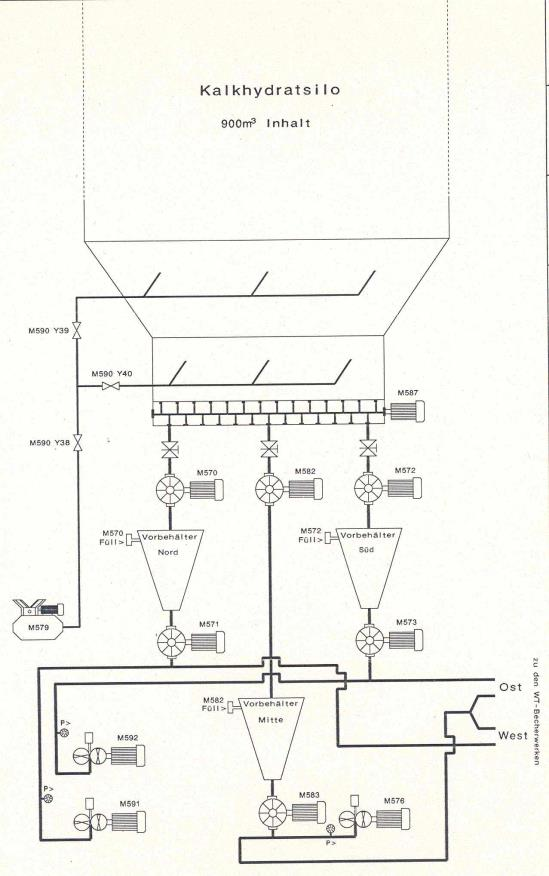 Kalkhydratsilo
900m³ Inhalt
M590 Y39
M590 Y40
M587
M590 Y38
M570
M582
M572
M570
Füll>
Vorbehälter
Nord
M572
Füll>
Vorbehälter
Süd
M579
M571
M573
zu den WT-Becherwerken
Ost
West
M582
Füll>
Vorbehälter
Mitte
P>
M592
P>
M591
M583
M576
P>